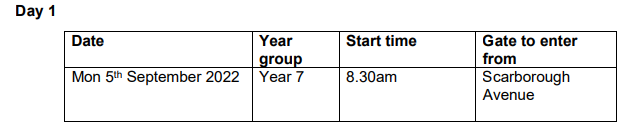 Day 1
Date Year group Start time Gate to enter from
Mon 5th September 2022 Year 7 8.30am Scarborough Avenue